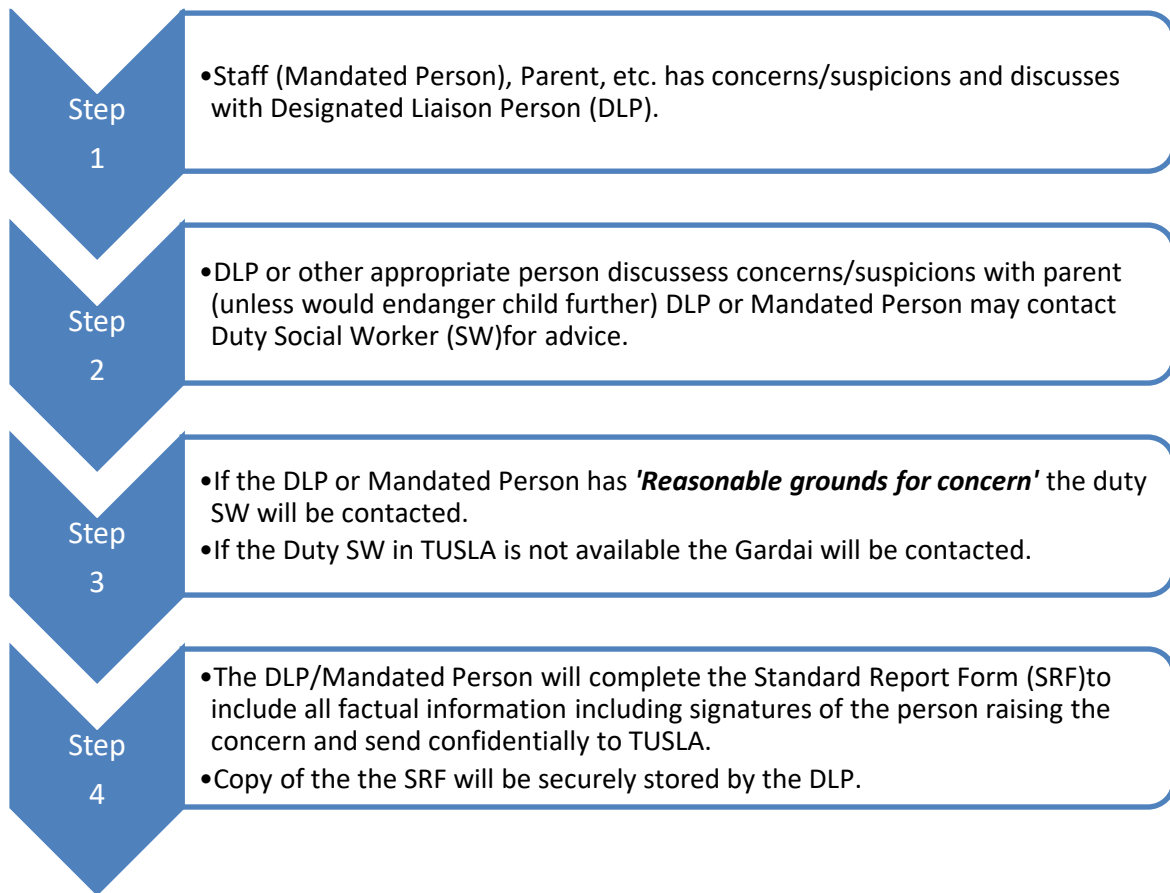 Step
1
•Staff (Mandated Person), Parent, etc. has concerns/suspicions and discusses
with Designated Liaison Person (DLP).
Step
2
•DLP or other appropriate person discussess concerns/suspicions with parent
(unless would endanger child further) DLP or Mandated Person may contact
Duty Social Worker (SW)for advice.
Step
3
•If the DLP or Mandated Person has 'Reasonable grounds for concern' the duty
SW will be contacted.
•If the Duty SW in TUSLA is not available the Gardai will be contacted.
Step
4
•The DLP/Mandated Person will complete the Standard Report Form (SRF)to
include all factual information including signatures of the person raising the
concern and send confidentially to TUSLA.
•Copy of the the SRF will be securely stored by the DLP.